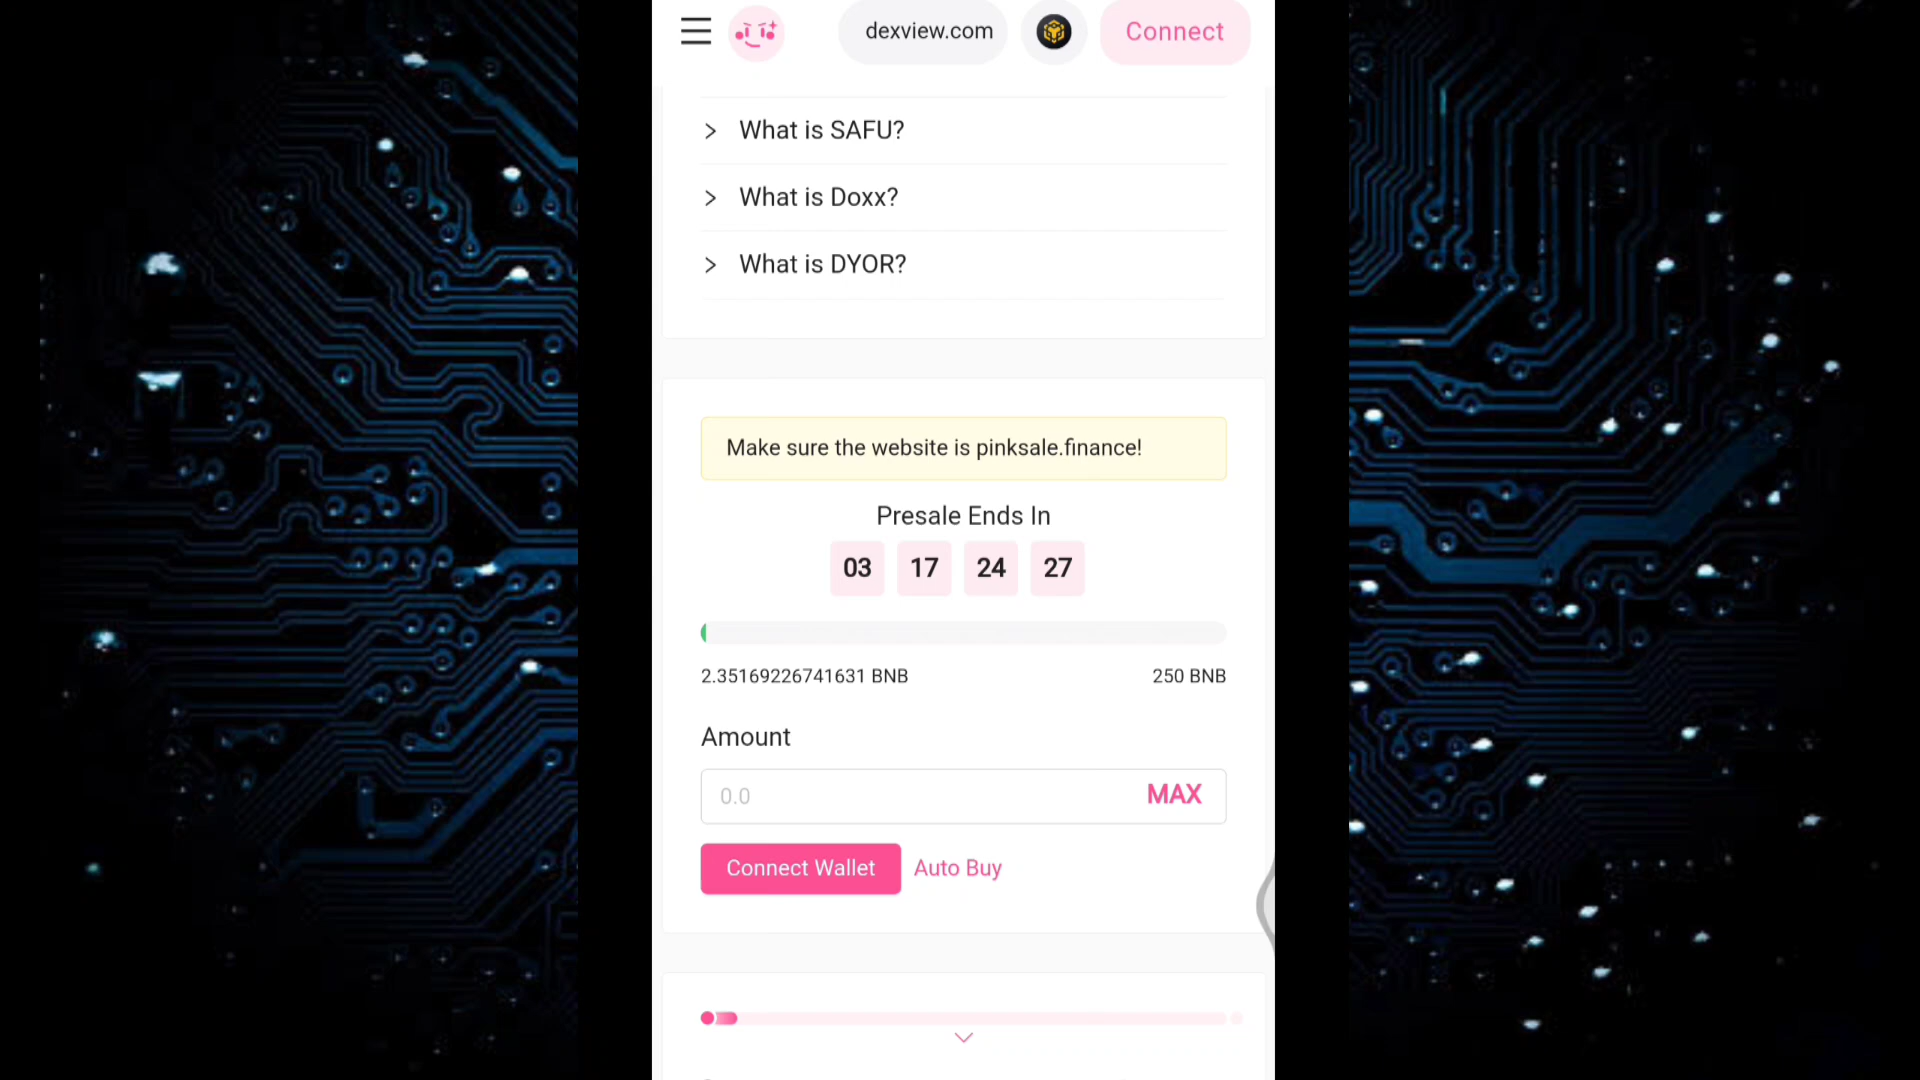 dexview.com
Connect
What is SAFU?
What is Doxx?
What is DYOR?
Make sure the website is pinksale.finance!
Presale Ends In
03 17 24 27
2.35169226741631 BNB
250 BNB
Amount
0.0
MAX
Connect Wallet
Auto Buy